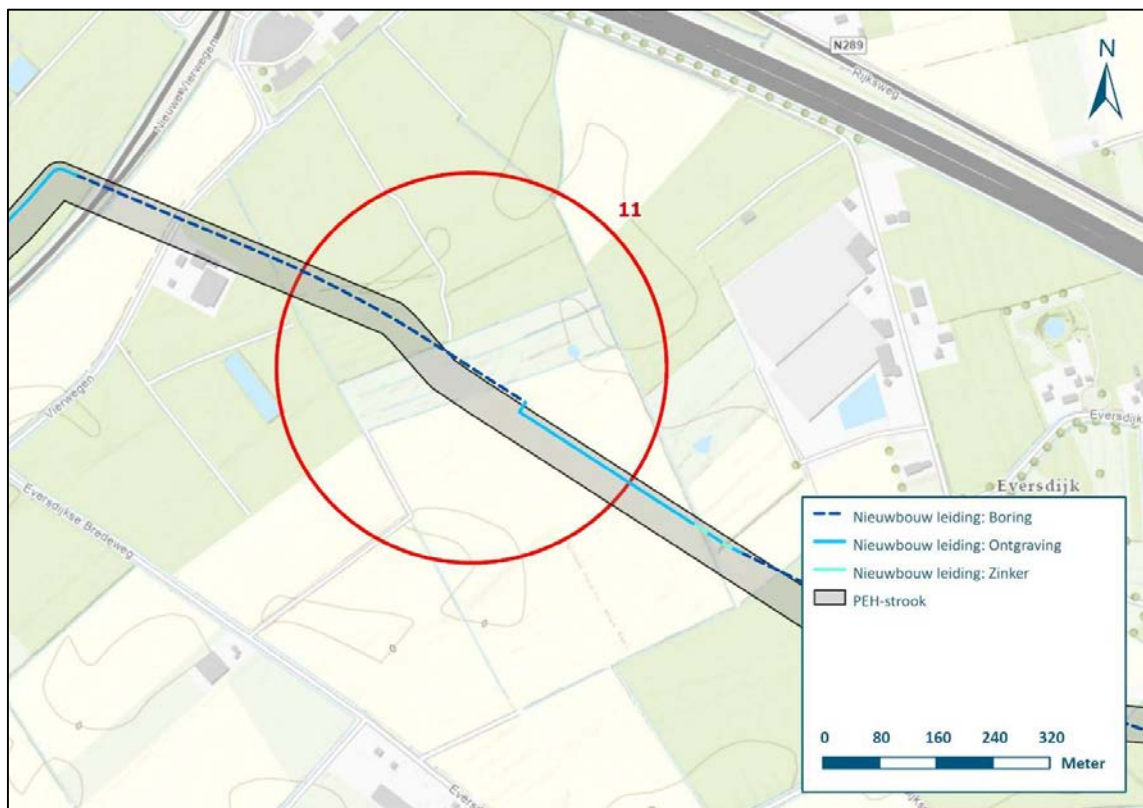 N289
Rijksweg
N
Nieuwe Vierwegen
11
Vierwegen
Eversdijkse Bredeweg
Eversdijk
Eversdijk
Nieuwbouw leiding: Boring
Nieuwbouw leiding: Ontgraving
Nieuwbouw leiding: Zinker
PEH-strook
0 80 160 240 320
Meter